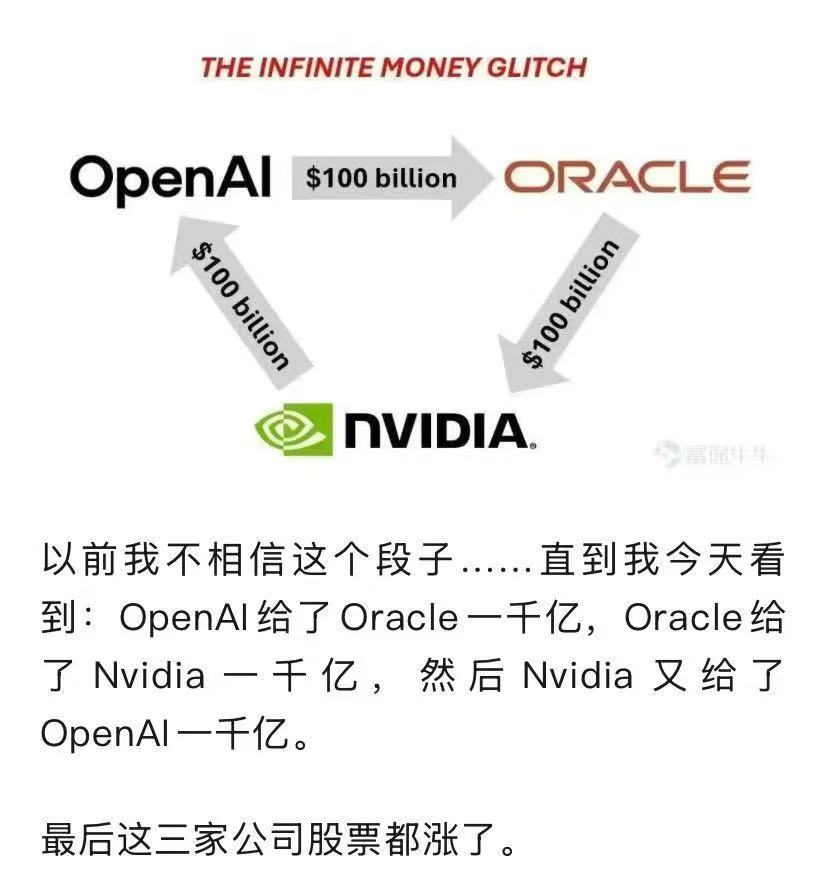 THE INFINITE MONEY GLITCH
OpenAI
$100 billion
ORACLE
$100 billion
$100 billion
NVIDIA
富途牛牛
以前我不相信这个段子……直到我今天看
到：OpenAI给了Oracle一千亿，Oracle给
了 Nvidia 一千亿，然后 Nvidia 又给了
OpenAI一千亿。
最后这三家公司股票都涨了。